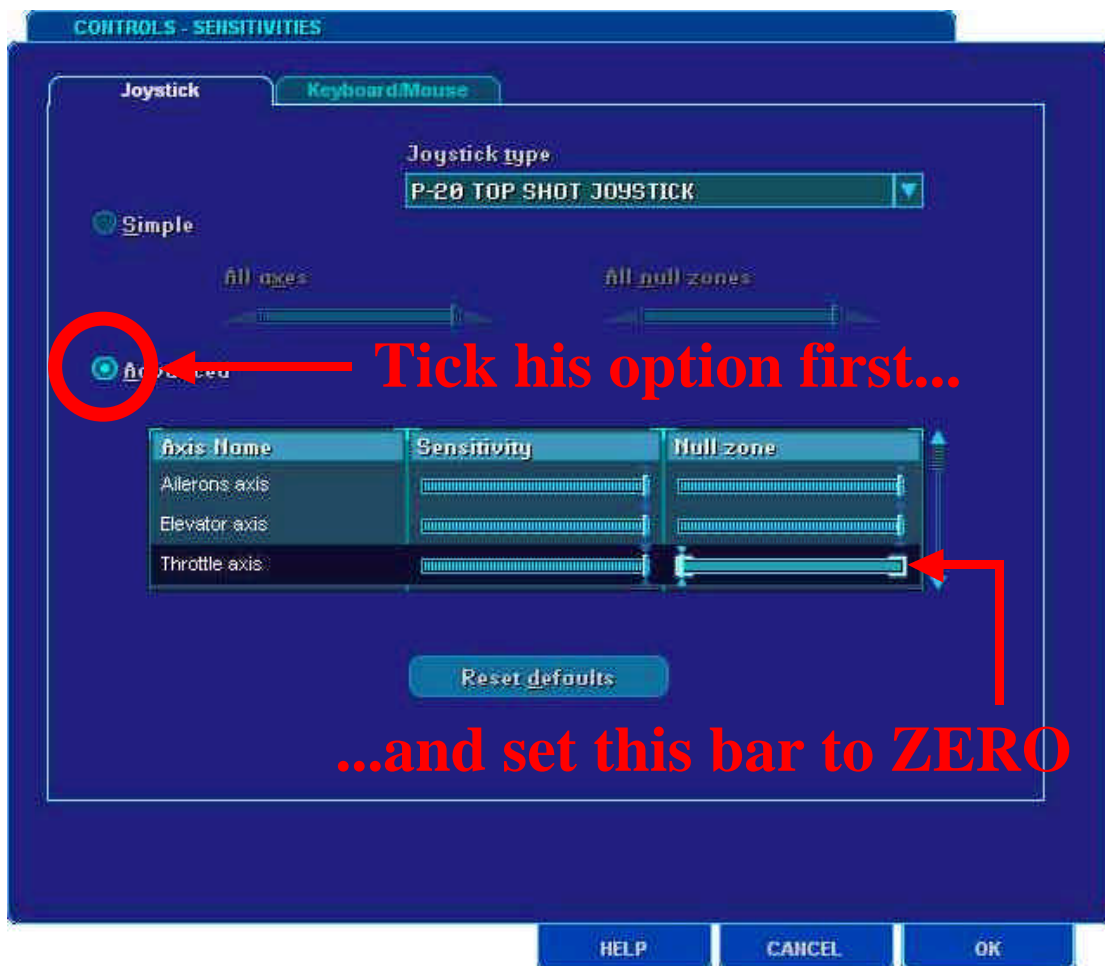 CONTROLS - SENSITIVITIES
Joystick Keyboard/Mouse
Joystick type
P-20 TOP SHOT JOYSTICK
Simple
All axes All null zones
Tick his option first...
Advanced
Axis Name Sensitivity Null zone
Ailerons axis
Elevator axis
Throttle axis
Reset defaults
...and set this bar to ZERO
HELP CANCEL OK